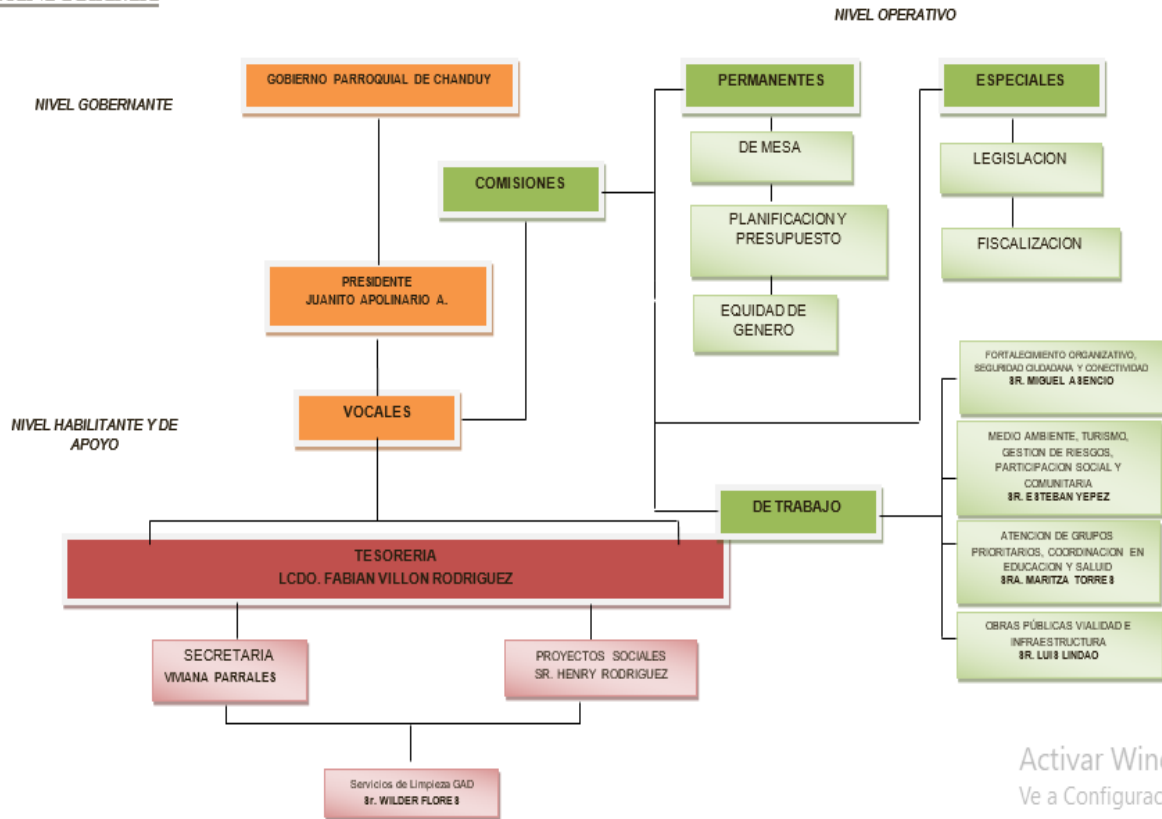 NIVEL OPERATIVO
GOBIERNO PARROQUIAL DE CHANDUY
PERMANENTES
ESPECIALES
NIVEL GOBERNANTE
DE MESA
LEGISLACION
COMISIONES
PLANIFICACION Y
PRESUPUESTO
FISCALIZACION
PRESIDENTE
JUANITO APOLINARIO A.
EQUIDAD DE
GENERO
FORTALECIMIENTO ORGANIZATIVO,
SEGURIDAD CIUDADANA Y CONECTIVIDAD
SR. MIGUEL ASENCIO
VOCALES
NIVEL HABILITANTE Y DE
APOYO
MEDIO AMBIENTE, TURISMO,
GESTION DE RIESGOS,
PARTICIPACION SOCIAL Y
COMUNITARIA
SR. ESTEBAN YEPEZ
DE TRABAJO
ATENCION DE GRUPOS
PRIORITARIOS, COORDINACION EN
EDUCACION Y SALUD
SRA. MARITZA TORRES
TESORERIA
LCDO. FABIAN VILLON RODRIGUEZ
OBRAS PÚBLICAS VIALIDAD E
INFRAESTRUCTURA
SR. LUIS LINDAO
SECRETARIA
VIVIANA PARRALES
PROYECTOS SOCIALES
SR. HENRY RODRIGUEZ
Servicios de Limpieza GAD
Sr. WILDER FLORES
Activar Wind
Ve a Configurac